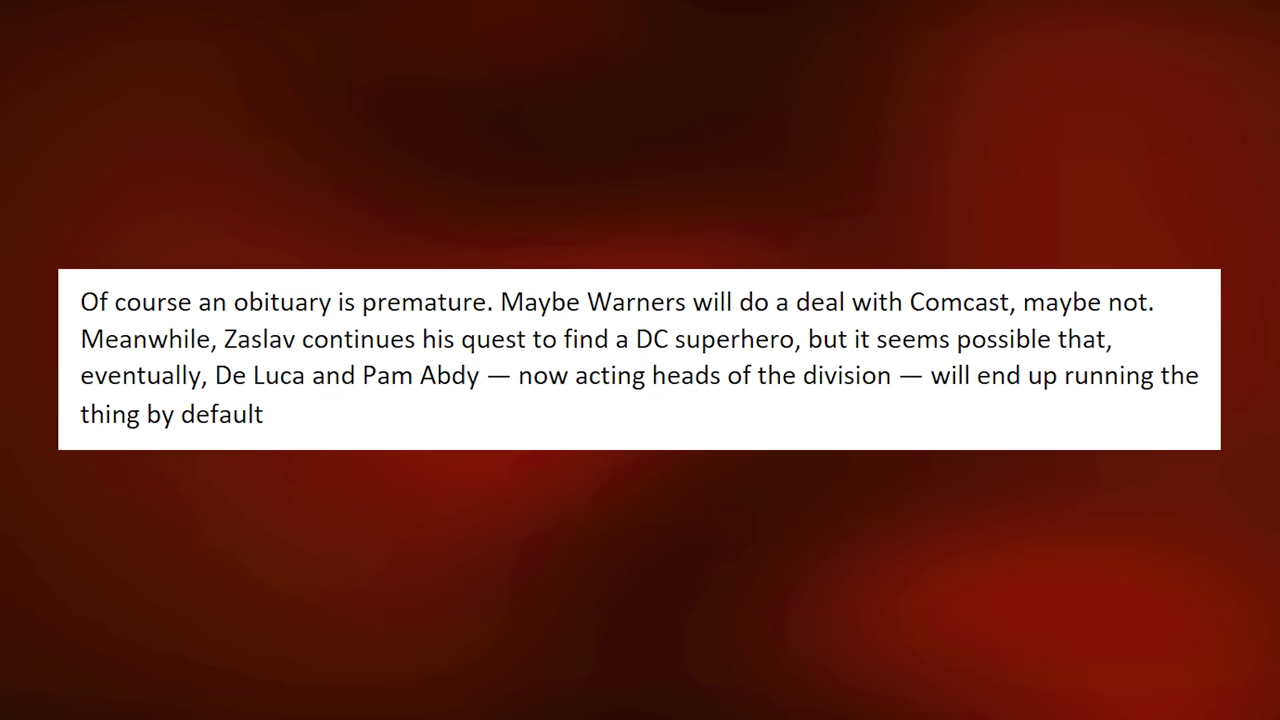 Of course an obituary is premature. Maybe Warners will do a deal with Comcast, maybe not.
Meanwhile, Zaslav continues his quest to find a DC superhero, but it seems possible that,
eventually, De Luca and Pam Abdy — now acting heads of the division — will end up running the
thing by default